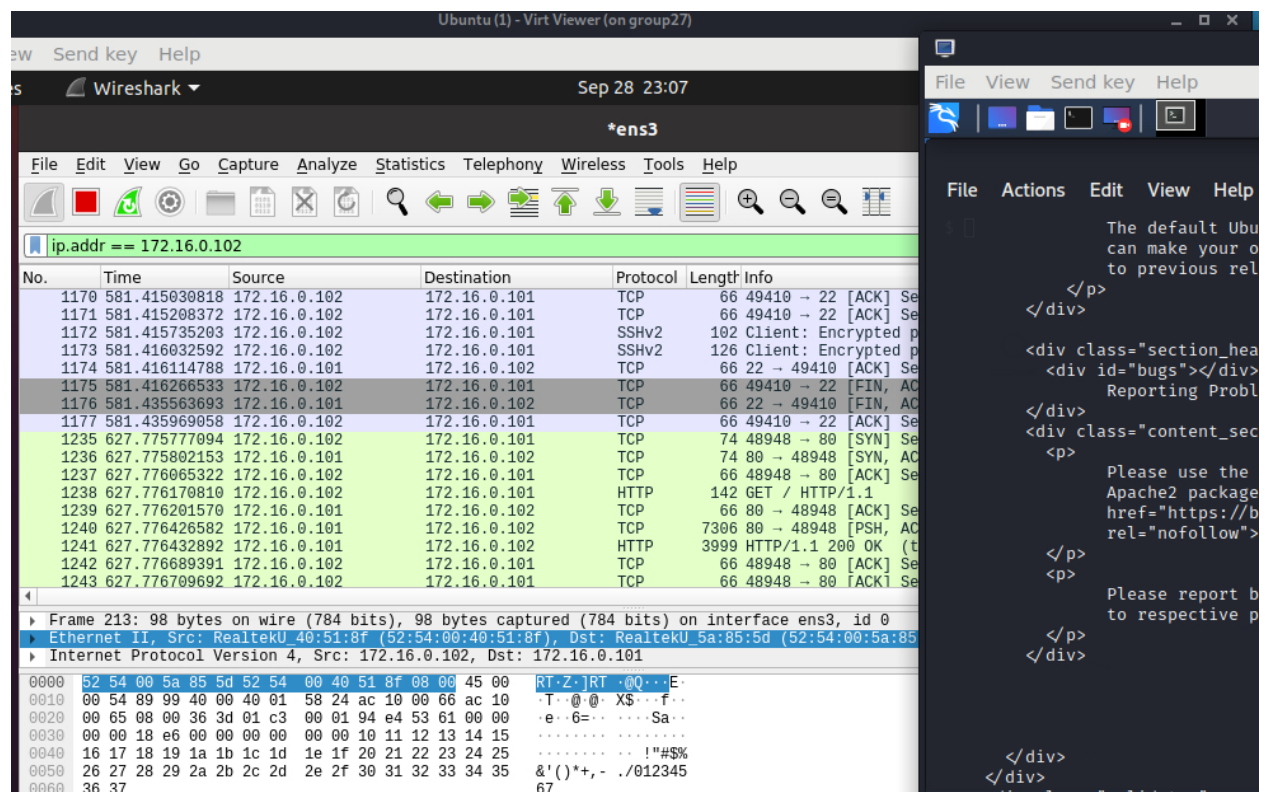 Ubuntu (1) - Virt Viewer (on group27)
ew Send key Help
s Wireshark Sep 28 23:07
*ens3
File Edit View Go Capture Analyze Statistics Telephony Wireless Tools Help
ip.addr == 172.16.0.102
No. Time Source Destination Protocol Length Info
1170 581.415030818 172.16.0.102 172.16.0.101 TCP 66 49410 → 22 [ACK] Se
1171 581.415208372 172.16.0.102 172.16.0.101 TCP 66 49410 → 22 [ACK] Se
1172 581.415735203 172.16.0.102 172.16.0.101 SSHv2 102 Client: Encrypted p
1173 581.416032592 172.16.0.102 172.16.0.101 SSHv2 126 Client: Encrypted p
1174 581.416114788 172.16.0.101 172.16.0.102 TCP 66 22 → 49410 [ACK] Se
1175 581.416266533 172.16.0.102 172.16.0.101 TCP 66 49410 → 22 [FIN, AC
1176 581.435563693 172.16.0.101 172.16.0.102 TCP 66 22 → 49410 [FIN, AC
1177 581.435969058 172.16.0.102 172.16.0.101 TCP 66 49410 → 22 [ACK] Se
1235 627.775777094 172.16.0.102 172.16.0.101 TCP 74 48948 → 80 [SYN] Se
1236 627.775802153 172.16.0.101 172.16.0.102 TCP 74 80 → 48948 [SYN, AC
1237 627.776065322 172.16.0.102 172.16.0.101 TCP 66 48948 → 80 [ACK] Se
1238 627.776170810 172.16.0.102 172.16.0.101 HTTP 142 GET / HTTP/1.1
1239 627.776201570 172.16.0.101 172.16.0.102 TCP 66 80 → 48948 [ACK] Se
1240 627.776426582 172.16.0.101 172.16.0.102 TCP 7306 80 → 48948 [PSH, AC
1241 627.776432892 172.16.0.101 172.16.0.102 HTTP 3999 HTTP/1.1 200 OK (t
1242 627.776689391 172.16.0.102 172.16.0.101 TCP 66 48948 → 80 [ACK] Se
1243 627.776709692 172.16.0.102 172.16.0.101 TCP 66 48948 → 80 [ACK] Se
Frame 213: 98 bytes on wire (784 bits), 98 bytes captured (784 bits) on interface ens3, id 0
Ethernet II, Src: RealtekU_40:51:8f (52:54:00:40:51:8f), Dst: RealtekU_5a:85:5d (52:54:00:5a:85
Internet Protocol Version 4, Src: 172.16.0.102, Dst: 172.16.0.101
0000 52 54 00 5a 85 5d 52 54 00 40 51 8f 08 00 45 00 RT·Z·]RT ·@Q···E·
0010 00 54 89 99 40 00 40 01 58 24 ac 10 00 66 ac 10 ·T··@·@· X$···f··
0020 00 65 08 00 36 3d 01 c3 00 01 94 e4 53 61 00 00 ·e··6=·· ····Sa··
0030 00 00 18 e6 00 00 00 00 00 00 10 11 12 13 14 15 ········ ········
0040 16 17 18 19 1a 1b 1c 1d 1e 1f 20 21 22 23 24 25 ········ ·· !"#$%
0050 26 27 28 29 2a 2b 2c 2d 2e 2f 30 31 32 33 34 35 &'()*+,- ./012345
0060 36 37 67
File View Send key Help
File Actions Edit View Help
$
The default Ubu
can make your o
to previous rel
</p>
</div>
<div class="section_hea
<div id="bugs"></div>
Reporting Probl
</div>
<div class="content_sec
<p>
Please use the
Apache2 package
href="https://b
rel="nofollow">
</p>
<p>
Please report b
to respective p
</p>
</div>
</div>
</div>